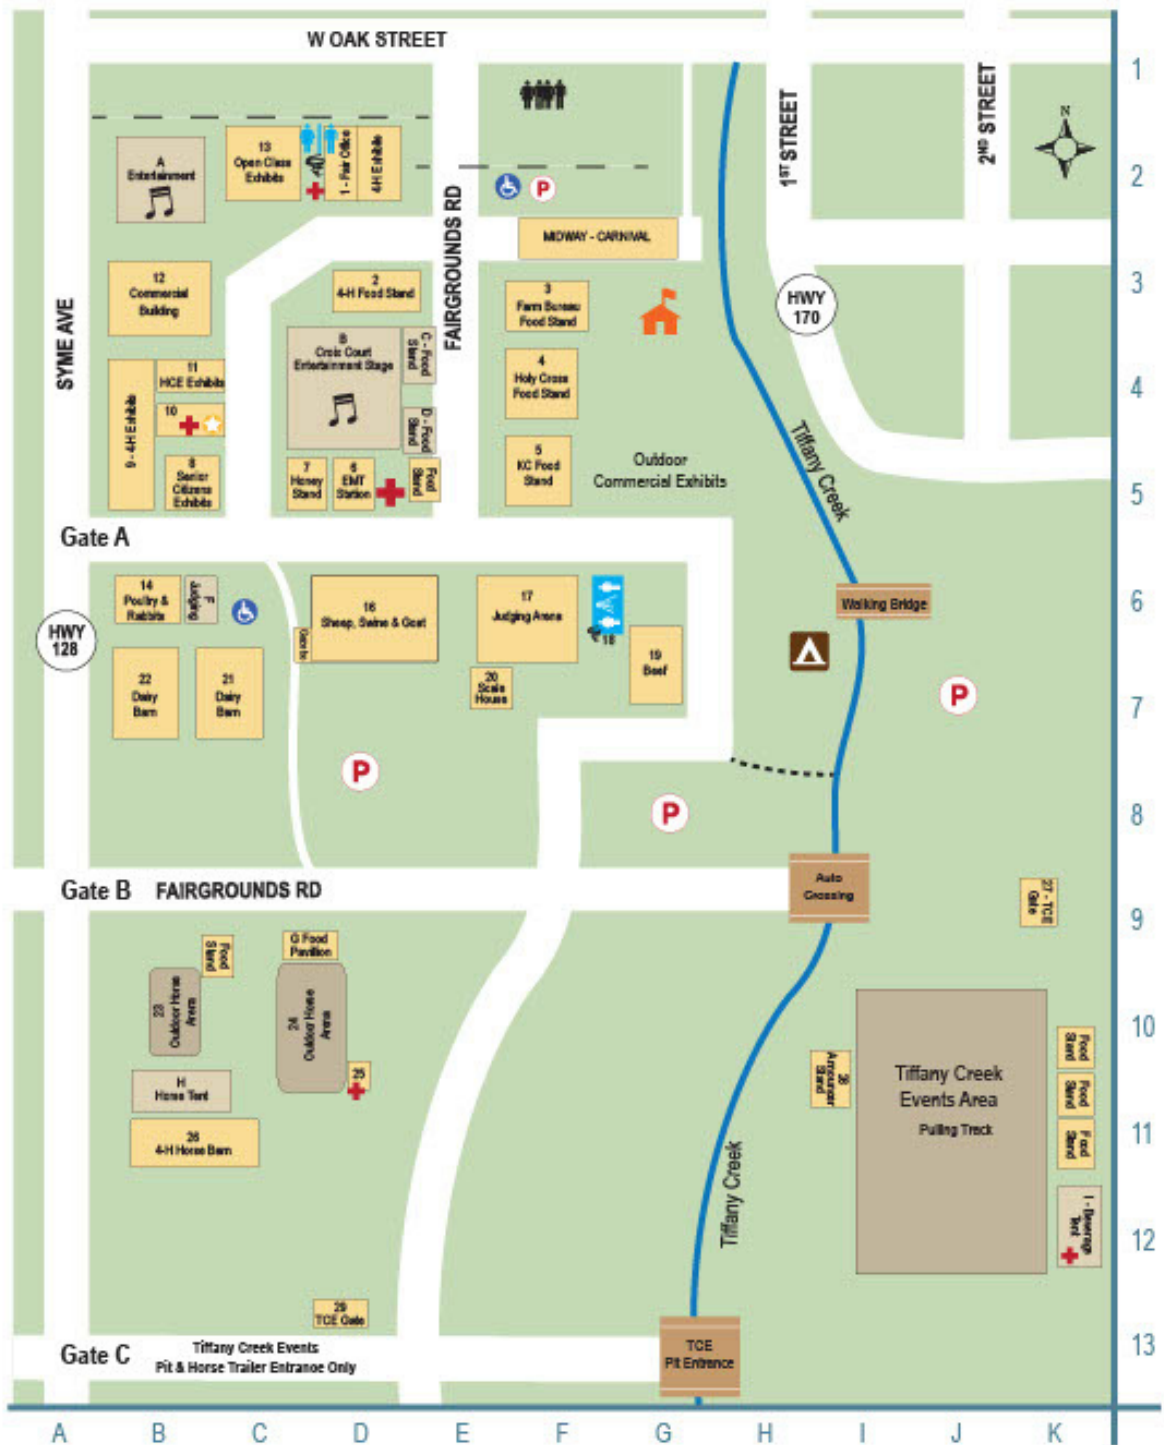 W OAK STREET
1
2
3
4
5
6
7
8
9
10
11
12
13
A
B
C
D
E
F
G
H
I
J
K
N
1ST STREET
2ND STREET
SYME AVE
FAIRGROUNDS RD
A
Entertainment
13
Open Class
Exhibits
1 - Fair Office
4-H Exhibits
P
MIDWAY - CARNIVAL
12
Commercial
Building
2
4-H Food Stand
3
Farm Bureau
Food Stand
HWY
170
B
Croix Court
Entertainment Stage
C - Food
Stand
4
Holy Cross
Food Stand
11
HCE Exhibits
9 - 4-H Exhibits
10
D - Food
Stand
8
Senior
Citizens
Exhibits
7
Honey
Stand
6
EMT
Station
Food
Stand
5
KC Food
Stand
Outdoor
Commercial Exhibits
Tiffany Creek
Gate A
14
Poultry &
Rabbits
F
Judging
16
Sheep, Swine & Goat
Gazebo
17
Judging Arena
18
Walking Bridge
HWY
128
22
Dairy
Barn
21
Dairy
Barn
20
Scale
House
19
Beef
P
P
P
Gate B FAIRGROUNDS RD
Auto
Crossing
27 - TCE
Gate
Food
Stand
G Food
Pavilion
23
Outdoor Horse
Arena
24
Outdoor Horse
Arena
25
H
Horse Tent
26
4-H Horse Barn
Announcer
Stand
Tiffany Creek
Events Area
Pulling Track
Food
Stand
Food
Stand
Food
Stand
I - Beverage
Tent
Tiffany Creek
29
TCE Gate
Gate C
Tiffany Creek Events
Pit & Horse Trailer Entrance Only
TCE
Pit Entrance